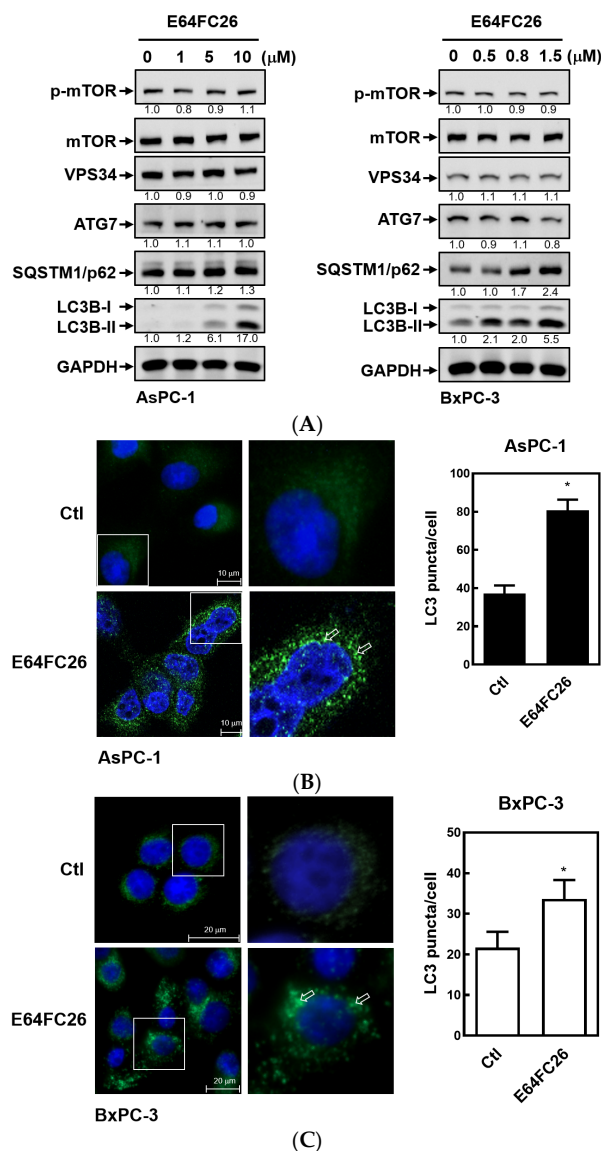 E64FC26
0 1 5 10 (μM)
p-mTOR
1.0 0.8 0.9 1.1
mTOR
VPS34
1.0 0.9 1.0 0.9
ATG7
1.0 1.1 1.1 1.0
SQSTM1/p62
1.0 1.1 1.2 1.3
LC3B-I
LC3B-II
1.0 1.2 6.1 17.0
GAPDH
AsPC-1
E64FC26
0 0.5 0.8 1.5 (μM)
p-mTOR
1.0 1.0 0.9 0.9
mTOR
VPS34
1.0 1.1 1.1 1.1
ATG7
1.0 0.9 1.1 0.8
SQSTM1/p62
1.0 1.0 1.7 2.4
LC3B-I
LC3B-II
1.0 2.1 2.0 5.5
GAPDH
BxPC-3
(A)
Ctl
10 μm
E64FC26
10 μm
AsPC-1
AsPC-1
LC3 puncta/cell
100
80
60
40
20
0
*
Ctl
E64FC26
(B)
Ctl
20 μm
E64FC26
20 μm
BxPC-3
BxPC-3
LC3 puncta/cell
50
40
30
20
10
0
*
Ctl
E64FC26
(C)